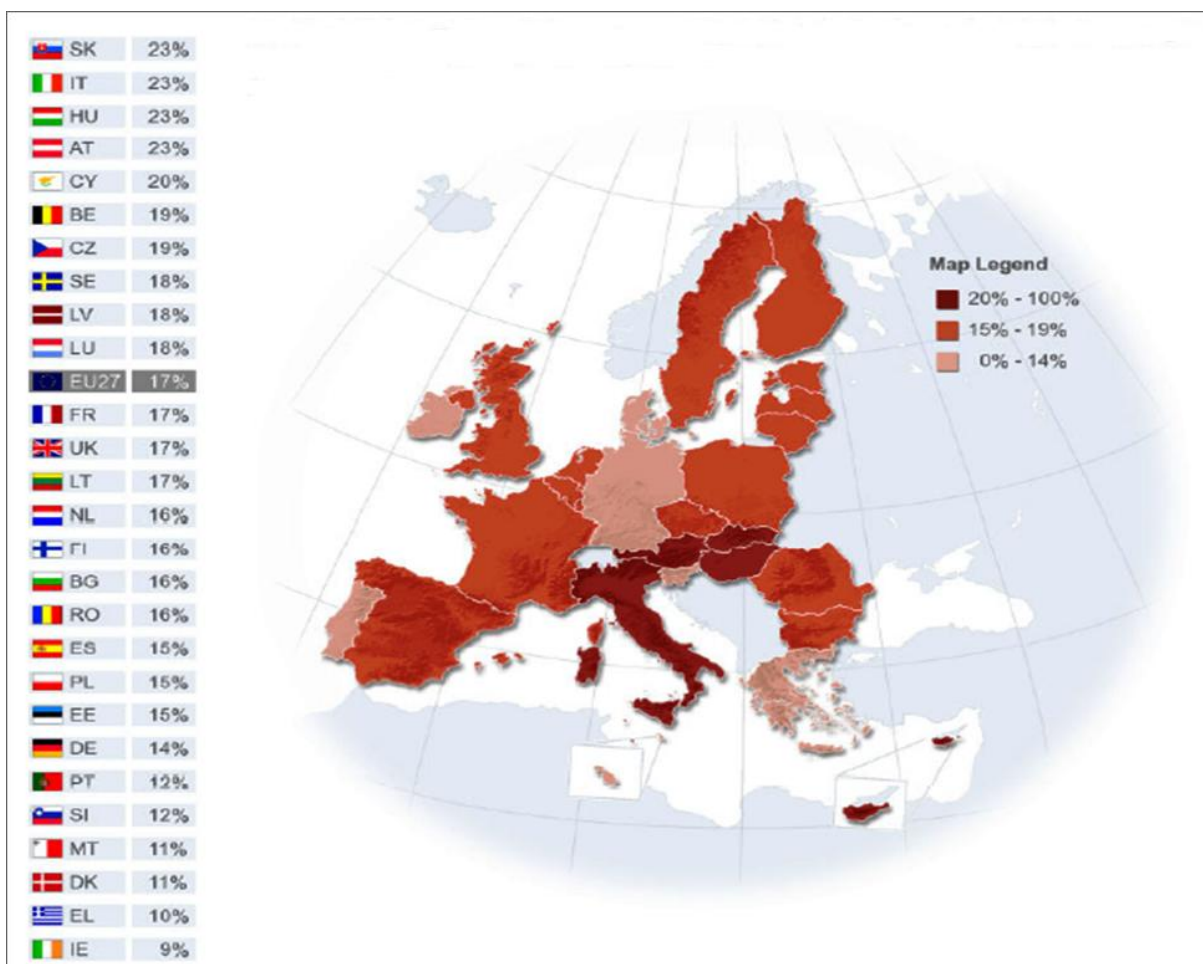 SK 23%
IT 23%
HU 23%
AT 23%
CY 20%
BE 19%
CZ 19%
SE 18%
LV 18%
LU 18%
EU27 17%
FR 17%
UK 17%
LT 17%
NL 16%
FI 16%
BG 16%
RO 16%
ES 15%
PL 15%
EE 15%
DE 14%
PT 12%
SI 12%
MT 11%
DK 11%
EL 10%
IE 9%
Map Legend
20% - 100%
15% - 19%
0% - 14%